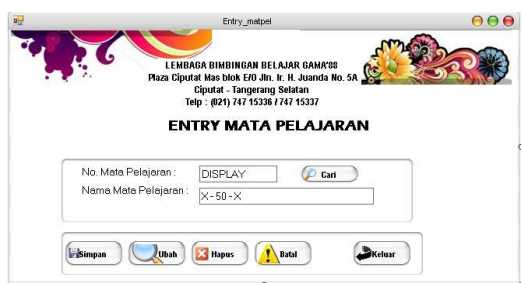 Entry_matpel
LEMBAGA BIMBINGAN BELAJAR GAMA'88
Plaza Ciputat Mas blok E/O Jln. Ir. H. Juanda No. 5A
Ciputat - Tangerang Selatan
Telp : (021) 747 15336 / 747 15337
ENTRY MATA PELAJARAN
No. Mata Pelajaran : DISPLAY Cari
Nama Mata Pelajaran : X-50-X
Simpan Ubah Hapus Batal Keluar